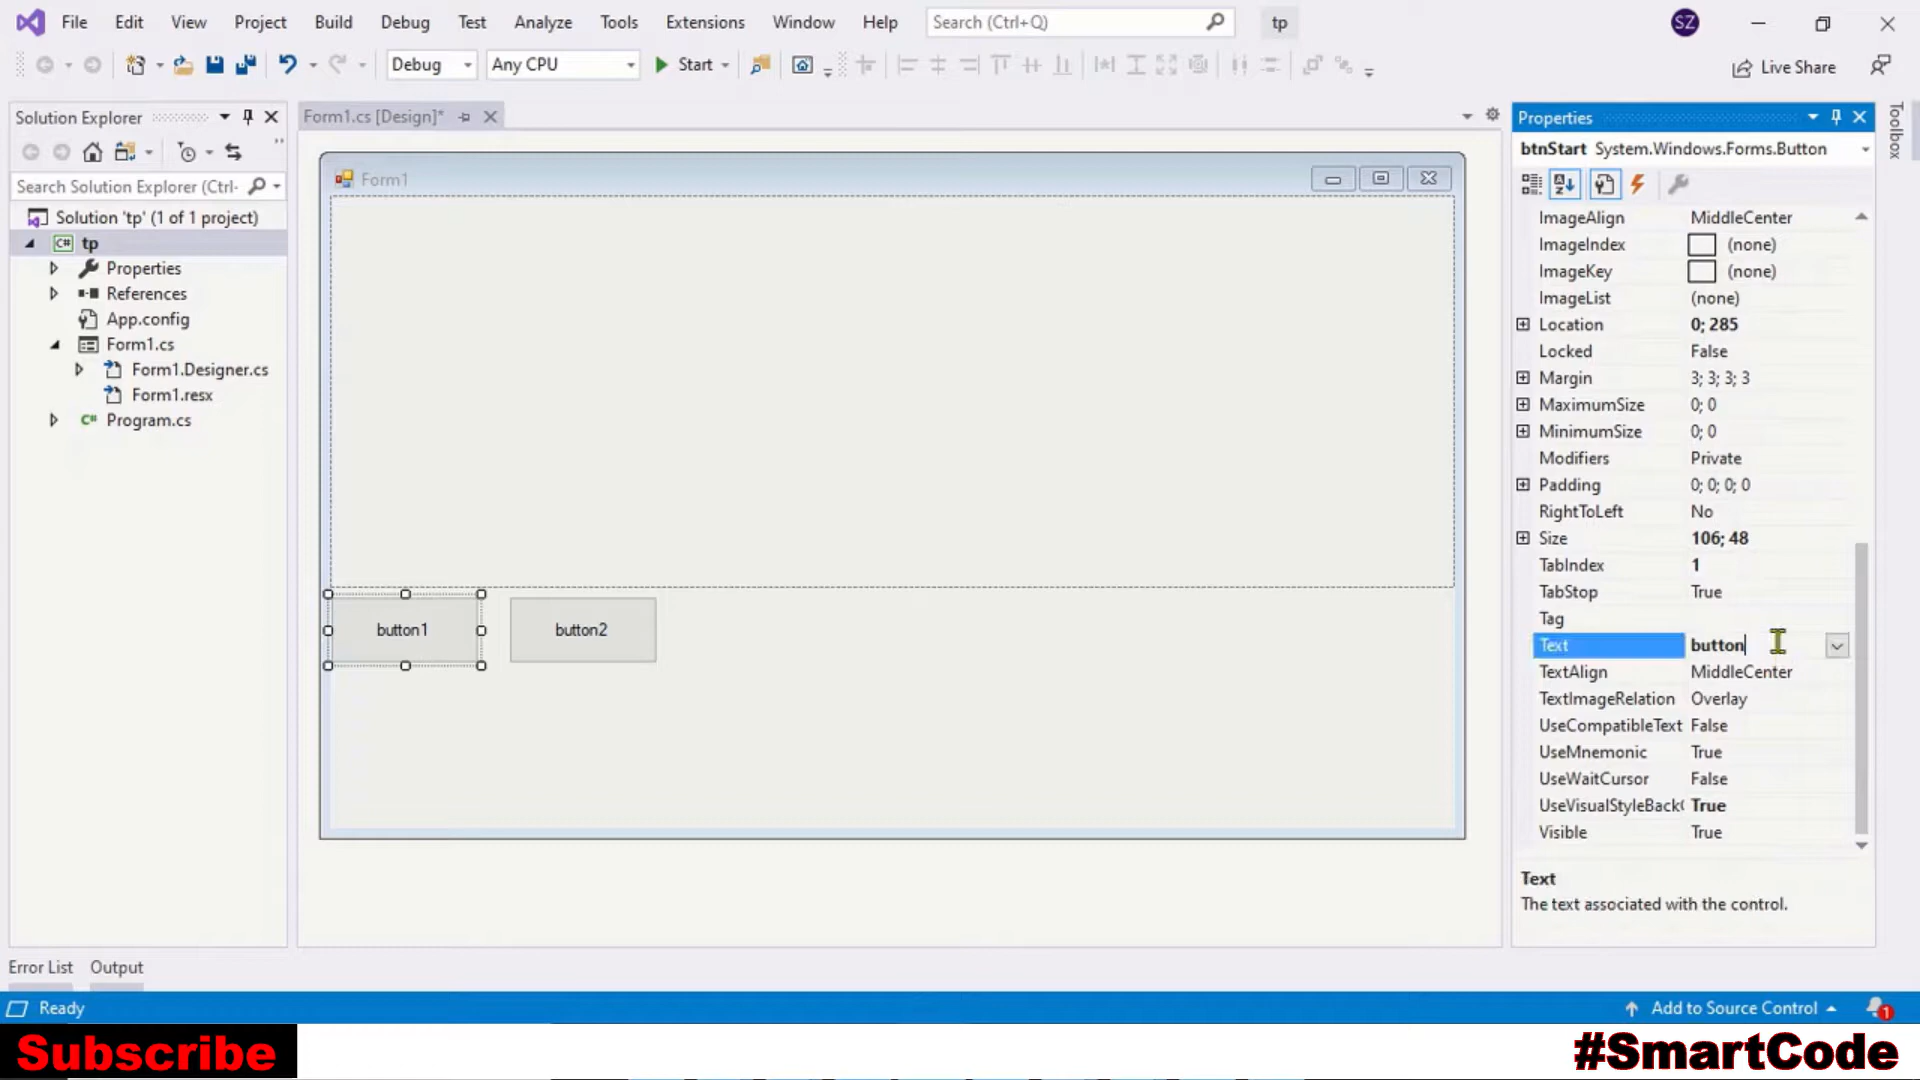 File Edit View Project Build Debug Test Analyze Tools Extensions Window Help Search (Ctrl+Q) tp SZ
Debug Any CPU Start Live Share
Solution Explorer
Search Solution Explorer (Ctrl-
Solution 'tp' (1 of 1 project)
tp
Properties
References
App.config
Form1.cs
Form1.Designer.cs
Form1.resx
Program.cs
Form1.cs [Design]*
Form1
button1
button2
Properties
Toolbox
btnStart System.Windows.Forms.Button
ImageAlign MiddleCenter
ImageIndex (none)
ImageKey (none)
ImageList (none)
Location 0; 285
Locked False
Margin 3; 3; 3; 3
MaximumSize 0; 0
MinimumSize 0; 0
Modifiers Private
Padding 0; 0; 0; 0
RightToLeft No
Size 106; 48
TabIndex 1
TabStop True
Tag
Text button
TextAlign MiddleCenter
TextImageRelation Overlay
UseCompatibleText False
UseMnemonic True
UseWaitCursor False
UseVisualStyleBackC True
Visible True
Text
The text associated with the control.
Error List Output
Ready
Add to Source Control 1
Subscribe
#SmartCode